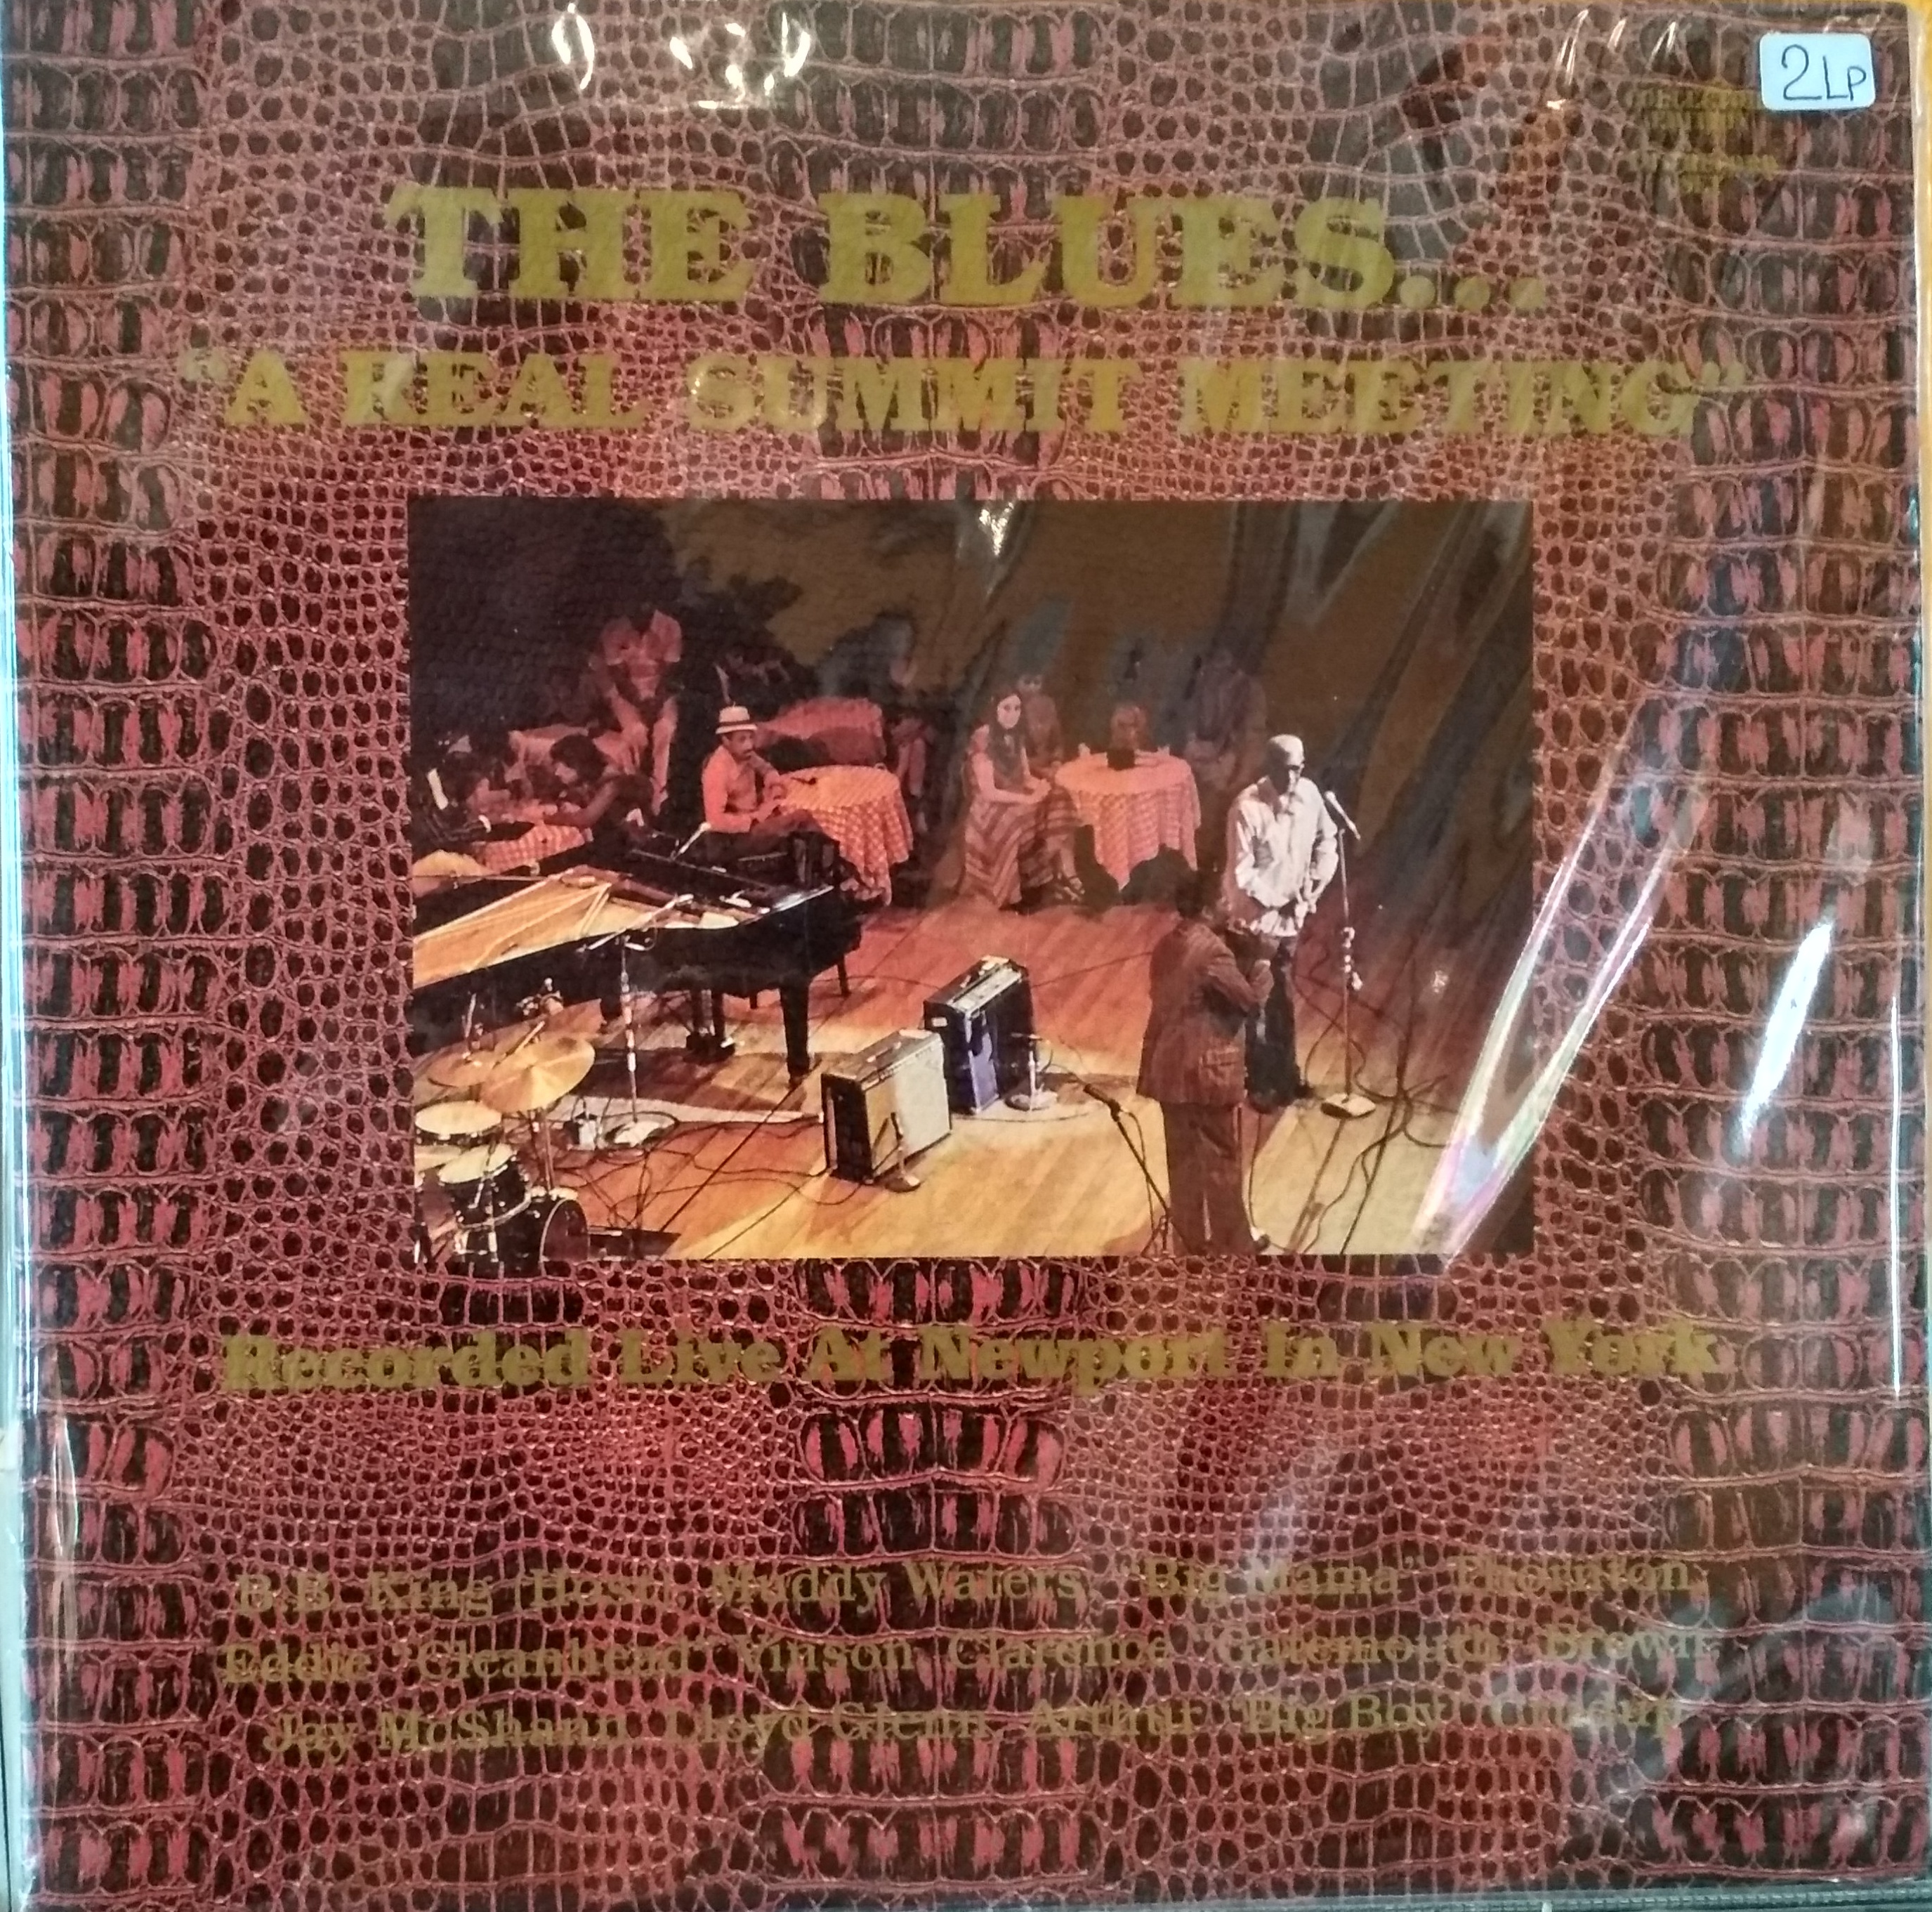 2LP
THE BLUES...
"A REAL SUMMIT MEETING"
Recorded Live At Newport In New York
B.B. King Host, Muddy Waters, "Big Mama" Thornton,
Eddie "Cleanhead" Vinson, Clarence "Gatemouth" Brown,
Jay McShann, Lloyd Glenn, Arthur "Big Boy" Crudup